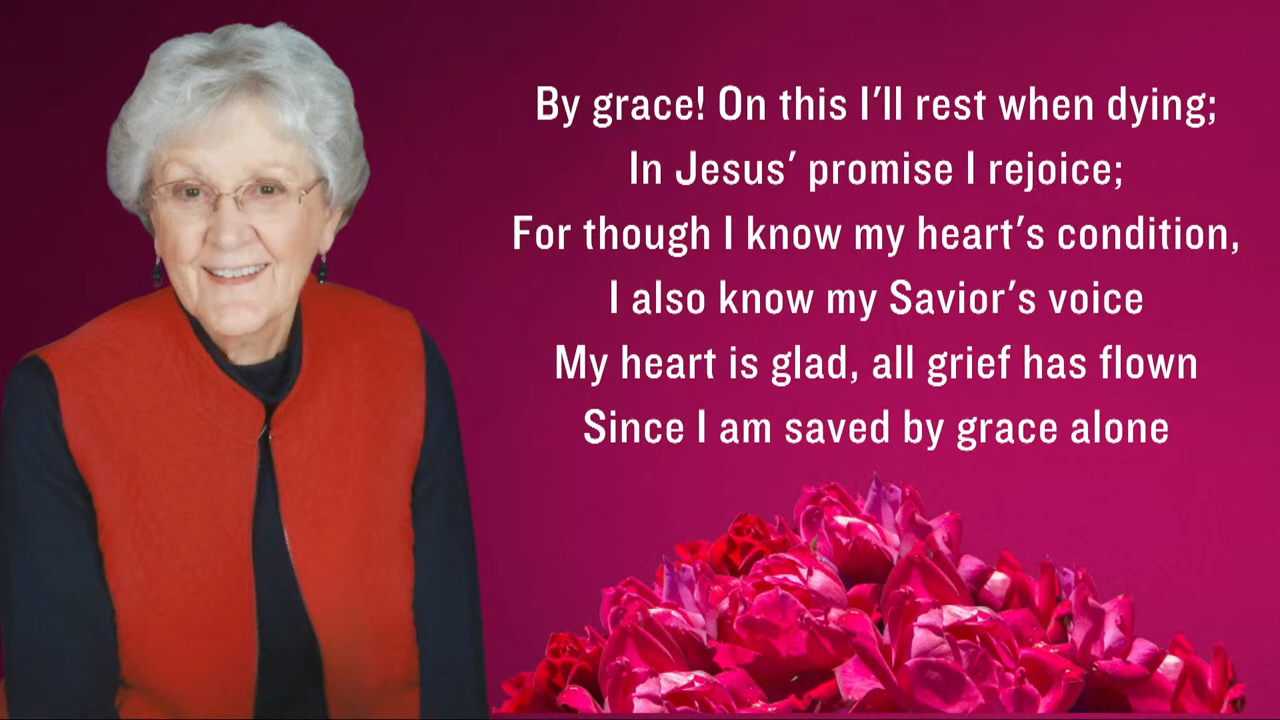 By grace! On this I'll rest when dying;
In Jesus' promise I rejoice;
For though I know my heart's condition,
I also know my Savior's voice
My heart is glad, all grief has flown
Since I am saved by grace alone